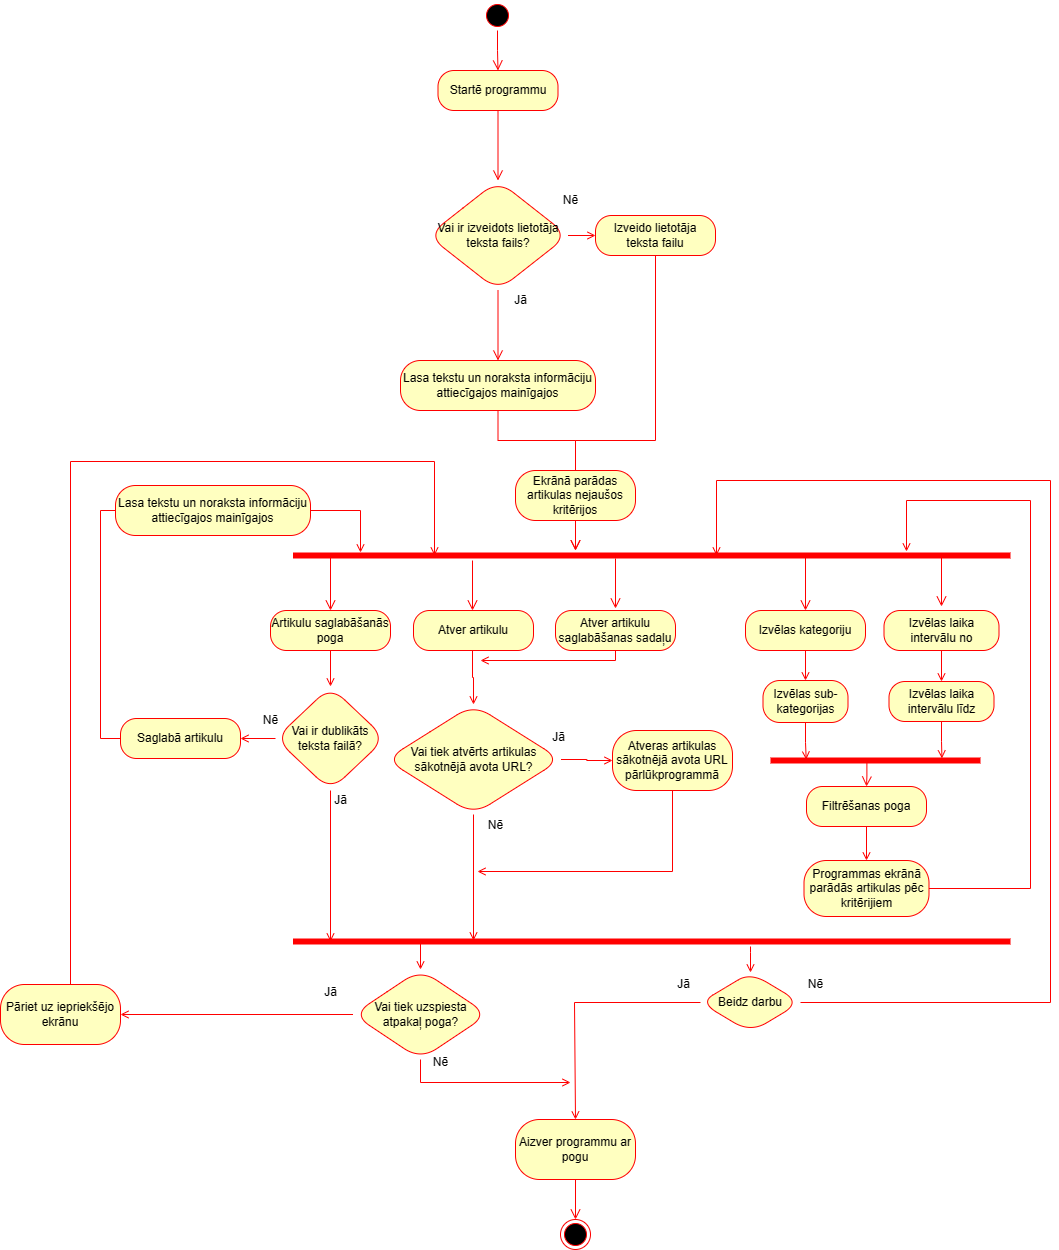 Startē programmu
Nē
Vai ir izveidots lietotāja
teksta fails?
Izveido lietotāja
teksta failu
Jā
Lasa tekstu un noraksta informāciju
attiecīgajos mainīgajos
Ekrānā parādas
artikulas nejaušos
kritērijos
Lasa tekstu un noraksta informāciju
attiecīgajos mainīgajos
Artikulu saglabāšanās
poga
Atver artikulu
Atver artikulu
saglabāšanas sadaļu
Izvēlas kategoriju
Izvēlas laika
intervālu no
Izvēlas sub-
kategorijas
Izvēlas laika
intervālu līdz
Saglabā artikulu
Nē
Vai ir dublikāts
teksta failā?
Jā
Vai tiek atvērts artikulas
sākotnējā avota URL?
Jā
Atveras artikulas
sākotnējā avota URL
pārlūkprogrammā
Nē
Filtrēšanas poga
Programmas ekrānā
parādās artikulas pēc
kritērijiem
Pāriet uz iepriekšējo
ekrānu
Jā
Vai tiek uzspiesta
atpakaļ poga?
Nē
Jā
Beidz darbu
Nē
Aizver programmu ar
pogu